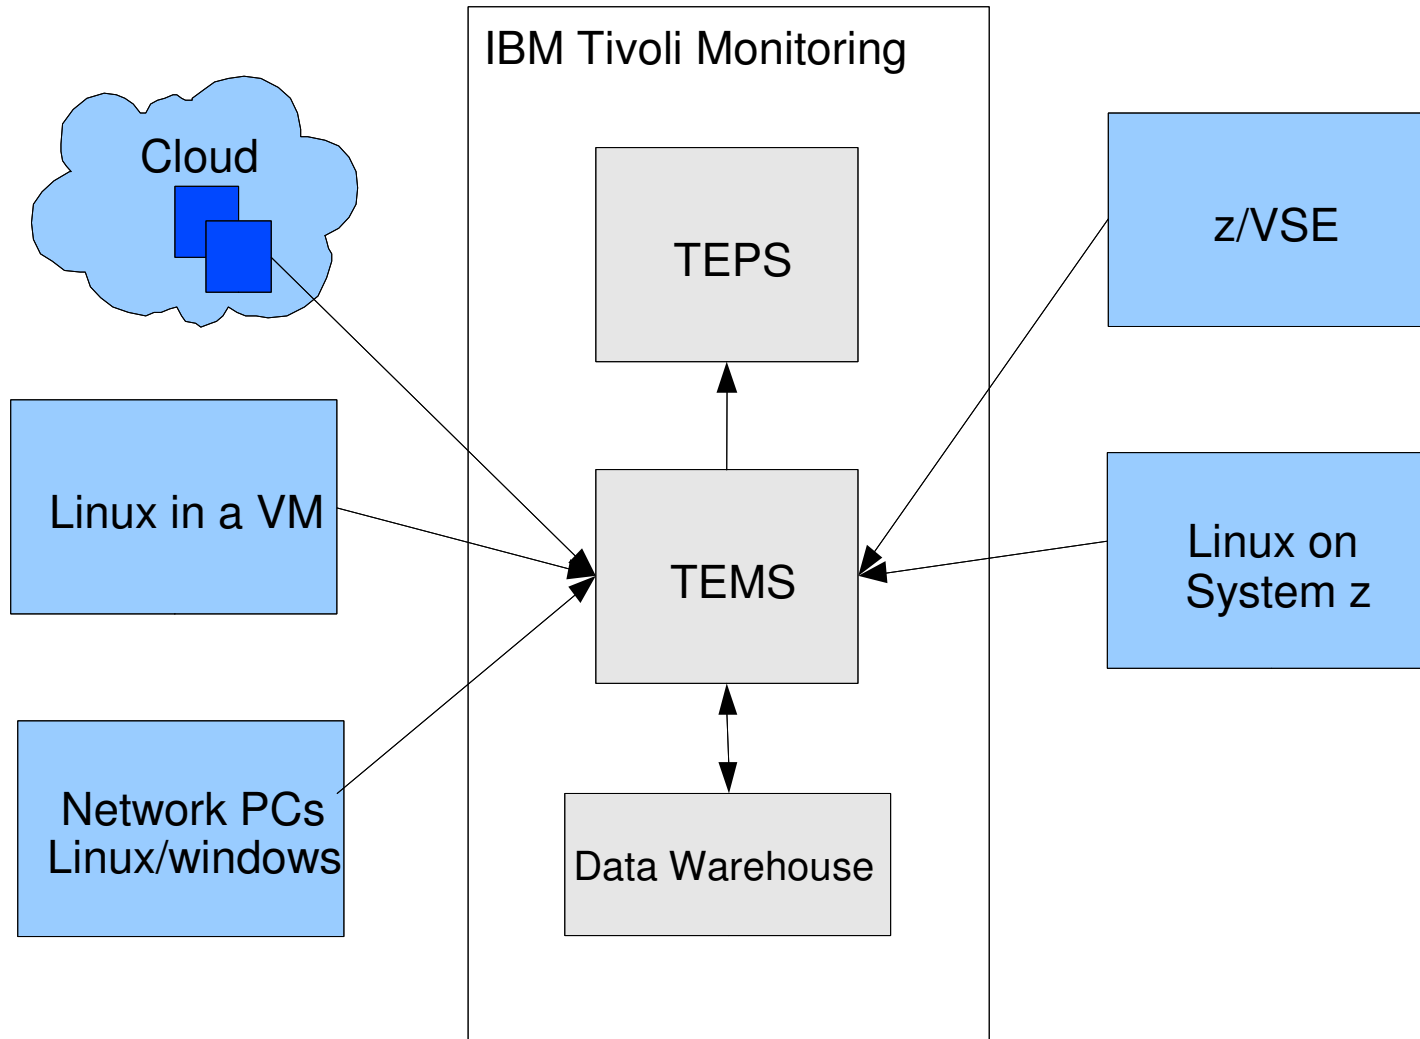 IBM Tivoli Monitoring
Cloud
TEPS
z/VSE
Linux in a VM
TEMS
Linux on
System z
Network PCs
Linux/windows
Data Warehouse